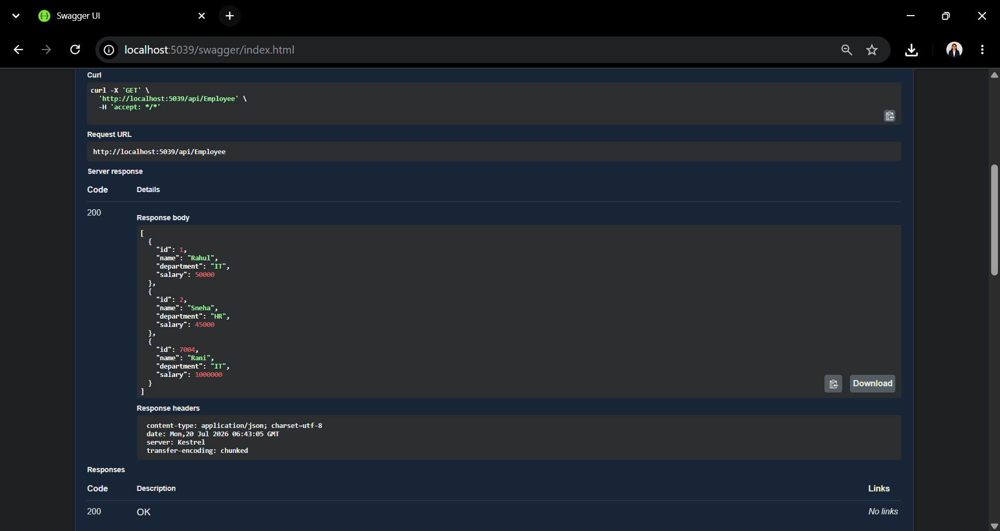 Swagger UI
localhost:5039/swagger/index.html
Curl
curl -X 'GET' \
  'http://localhost:5039/api/Employee' \
  -H 'accept: */*'
Request URL
http://localhost:5039/api/Employee
Server response
Code Details
200
Response body
[
  {
    "id": 1,
    "name": "Rahul",
    "department": "IT",
    "salary": 50000
  },
  {
    "id": 2,
    "name": "Sneha",
    "department": "HR",
    "salary": 45000
  },
  {
    "id": 7004,
    "name": "Rani",
    "department": "IT",
    "salary": 1000000
  }
]
Download
Response headers
content-type: application/json; charset=utf-8
date: Mon,20 Jul 2026 06:43:05 GMT
server: Kestrel
transfer-encoding: chunked
Responses
Code Description Links
200 OK No links